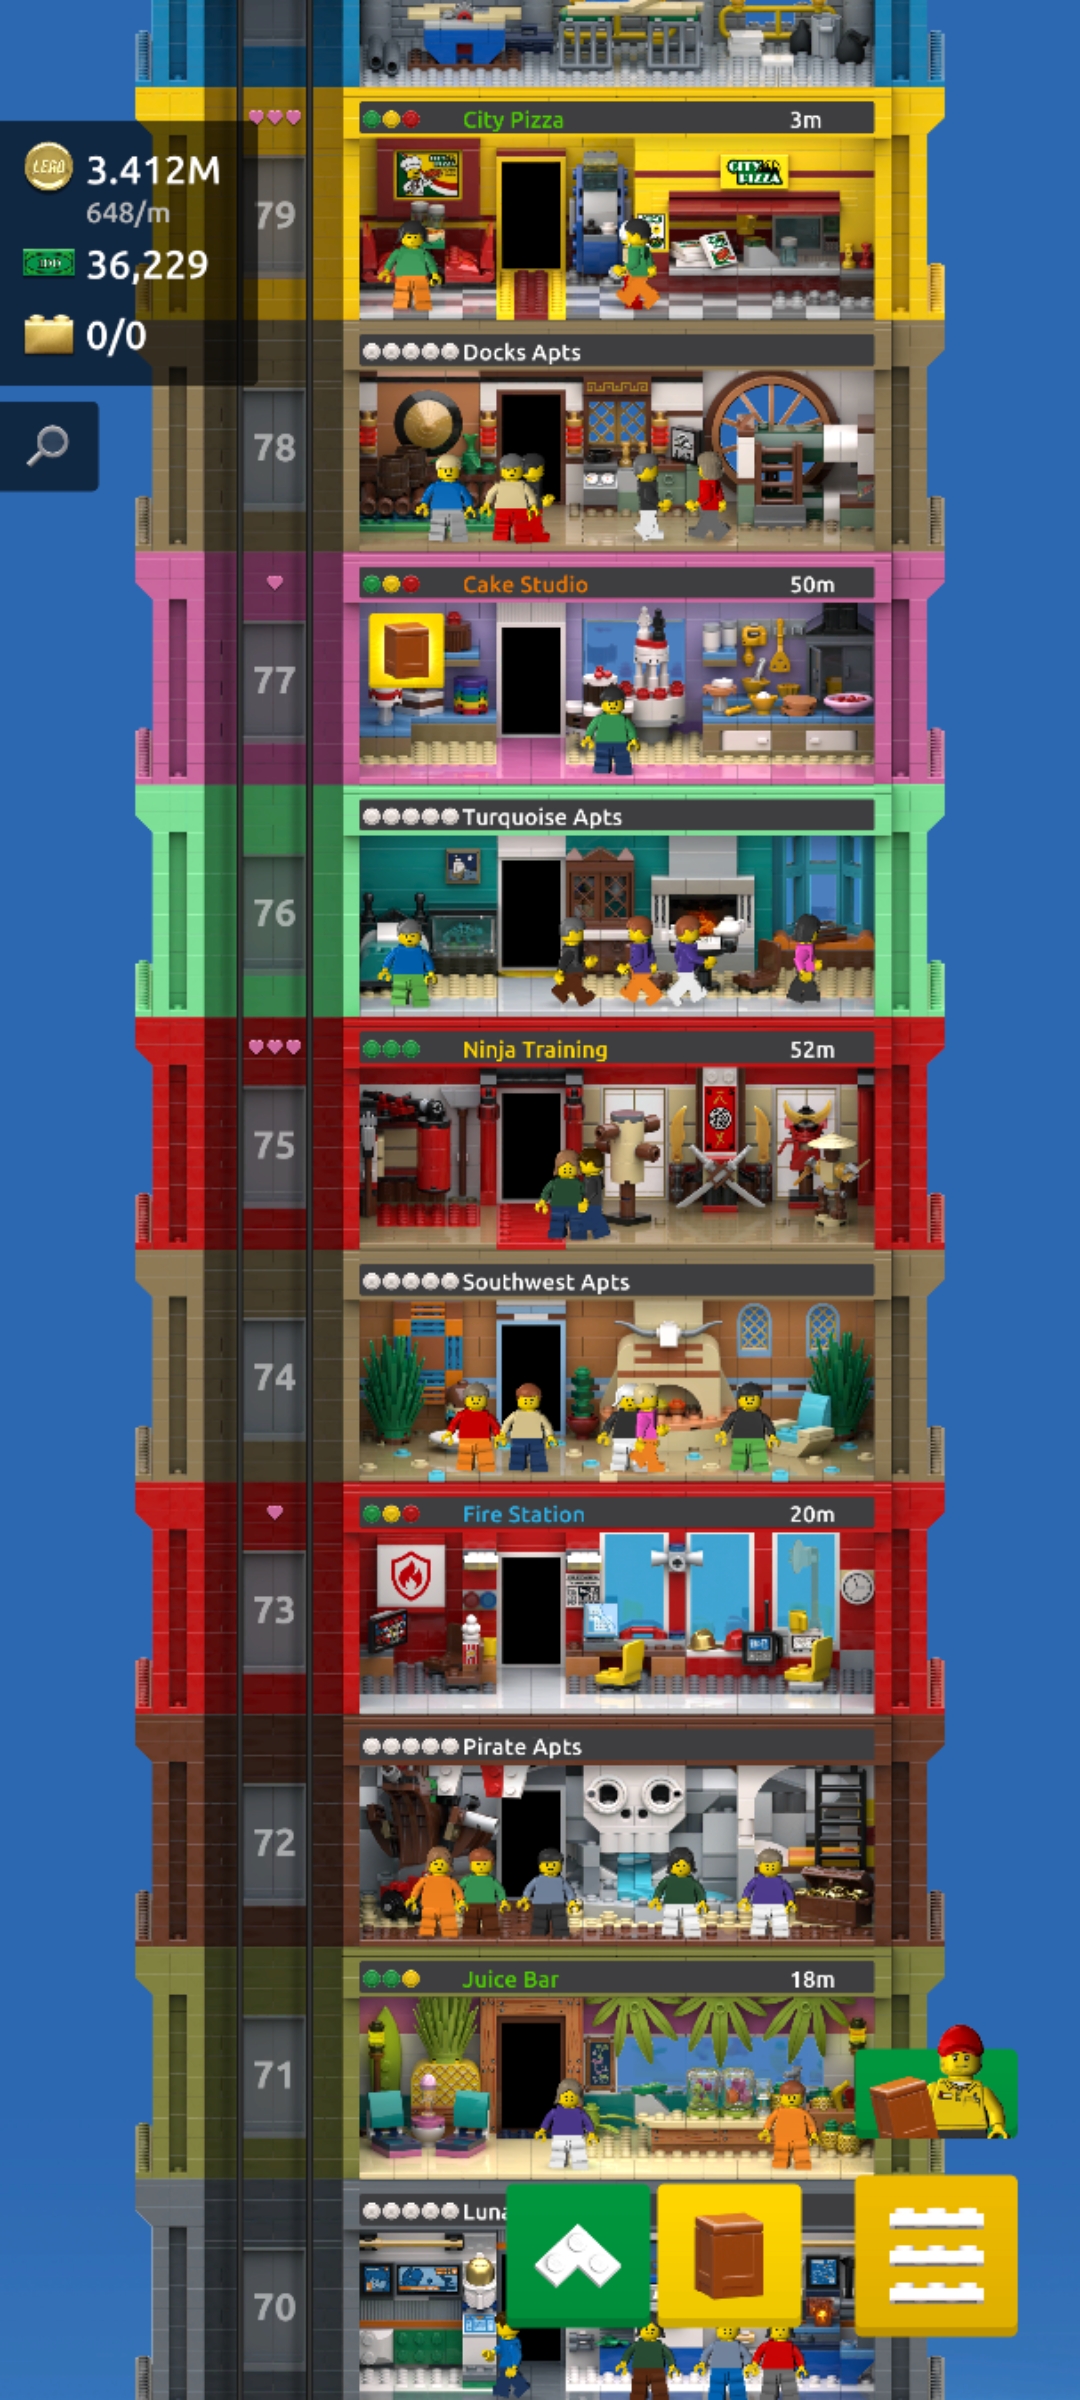 City Pizza 3m
LEGO 3.412M
648/m
79
CITY PIZZA
36,229
0/0
Docks Apts
78
Cake Studio 50m
77
Turquoise Apts
76
Ninja Training 52m
75
Southwest Apts
74
Fire Station 20m
73
Pirate Apts
72
Juice Bar 18m
71
70